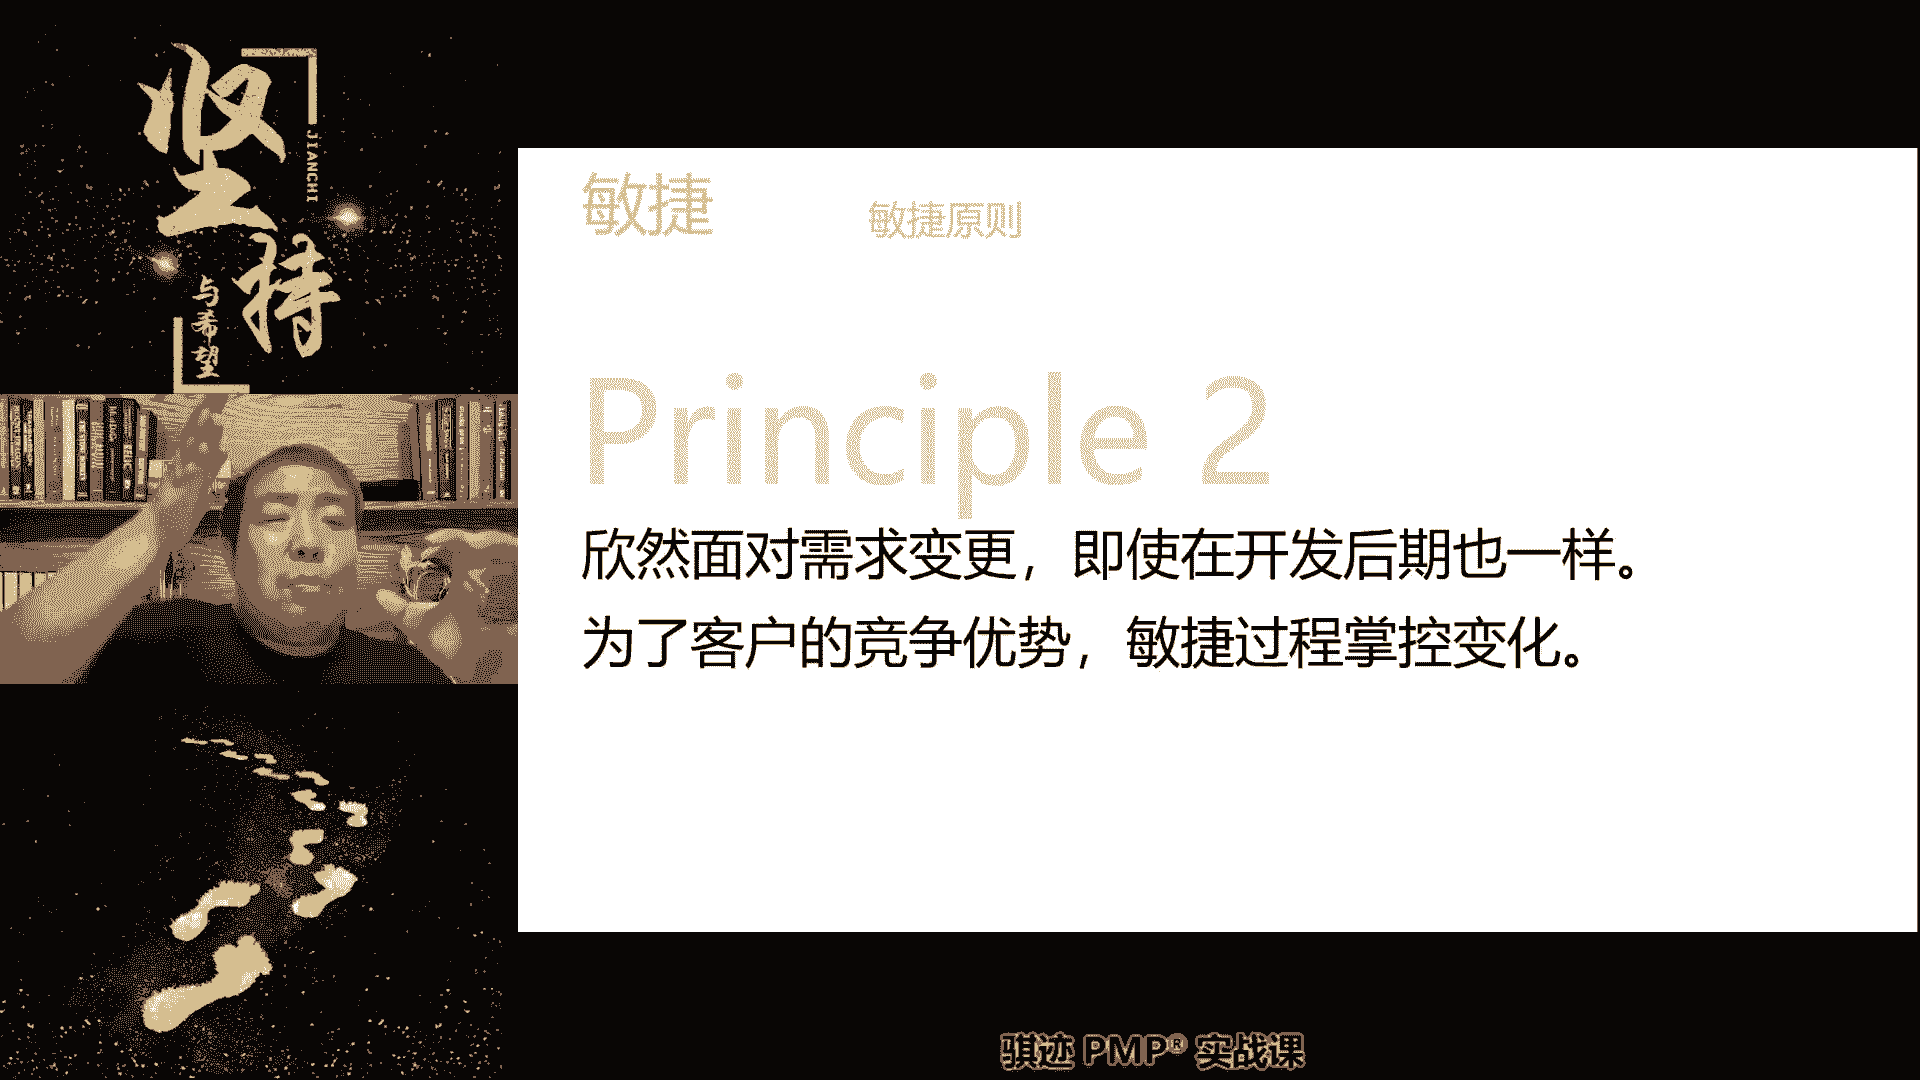 坚持
JIANCHI
与希望
敏捷
敏捷原则
Principle 2
欣然面对需求变更，即使在开发后期也一样。
为了客户的竞争优势，敏捷过程掌控变化。
骐迹 PMP® 实战课